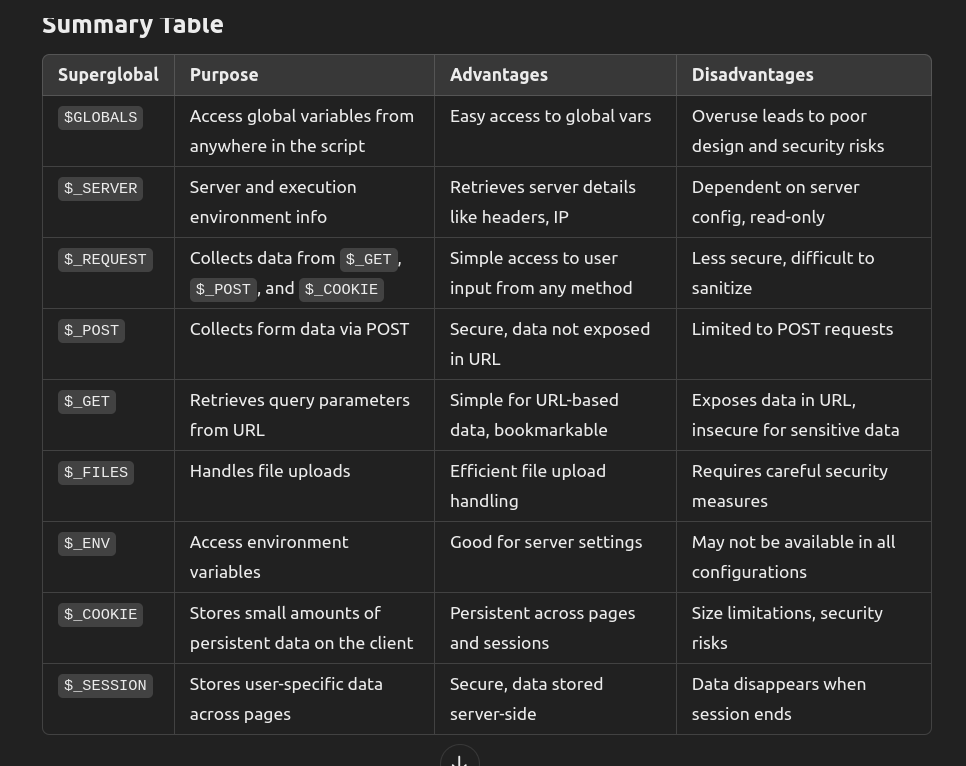 Summary Table
Superglobal Purpose Advantages Disadvantages
$GLOBALS Access global variables from Easy access to global vars Overuse leads to poor
anywhere in the script design and security risks
$_SERVER Server and execution Retrieves server details Dependent on server
environment info like headers, IP config, read-only
$_REQUEST Collects data from $_GET, Simple access to user Less secure, difficult to
$_POST, and $_COOKIE input from any method sanitize
$_POST Collects form data via POST Secure, data not exposed Limited to POST requests
in URL
$_GET Retrieves query parameters Simple for URL-based Exposes data in URL,
from URL data, bookmarkable insecure for sensitive data
$_FILES Handles file uploads Efficient file upload Requires careful security
handling measures
$_ENV Access environment Good for server settings May not be available in all
variables configurations
$_COOKIE Stores small amounts of Persistent across pages Size limitations, security
persistent data on the client and sessions risks
$_SESSION Stores user-specific data Secure, data stored Data disappears when
across pages server-side session ends